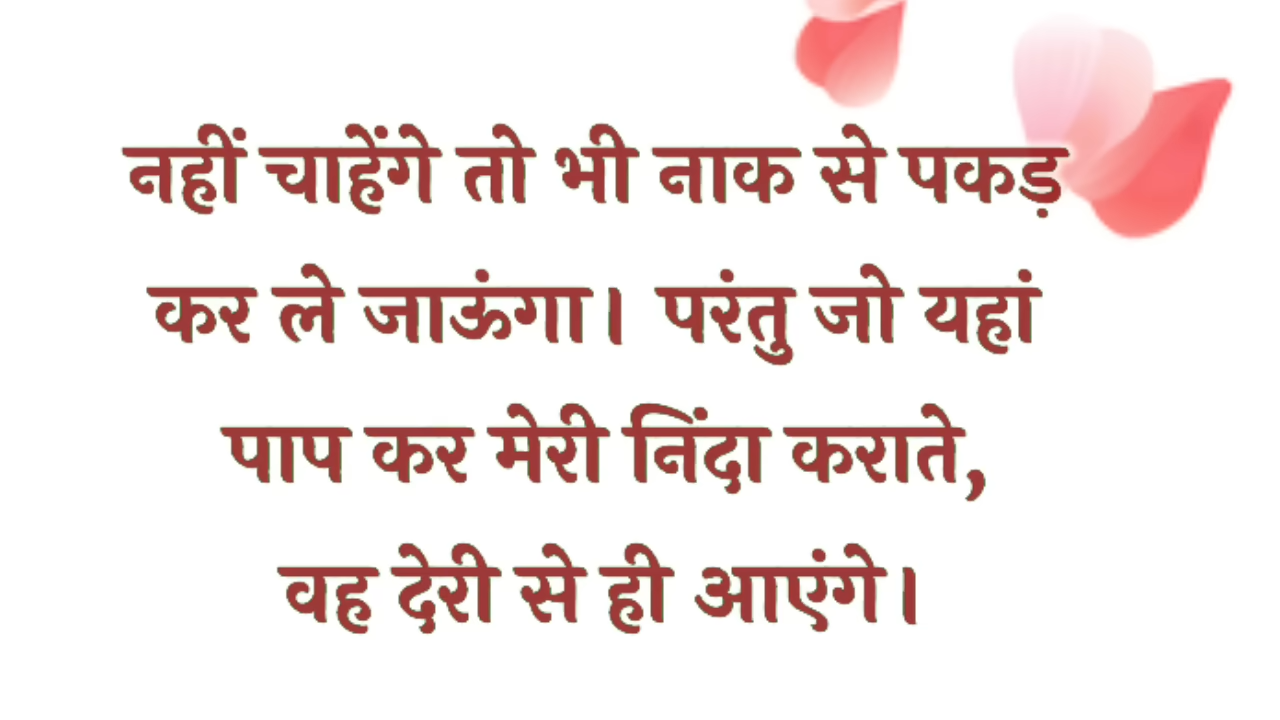 नहीं चाहेंगे तो भी नाक से पकड़
कर ले जाऊंगा। परंतु जो यहां
पाप कर मेरी निंदा कराते,
वह देरी से ही आएंगे।